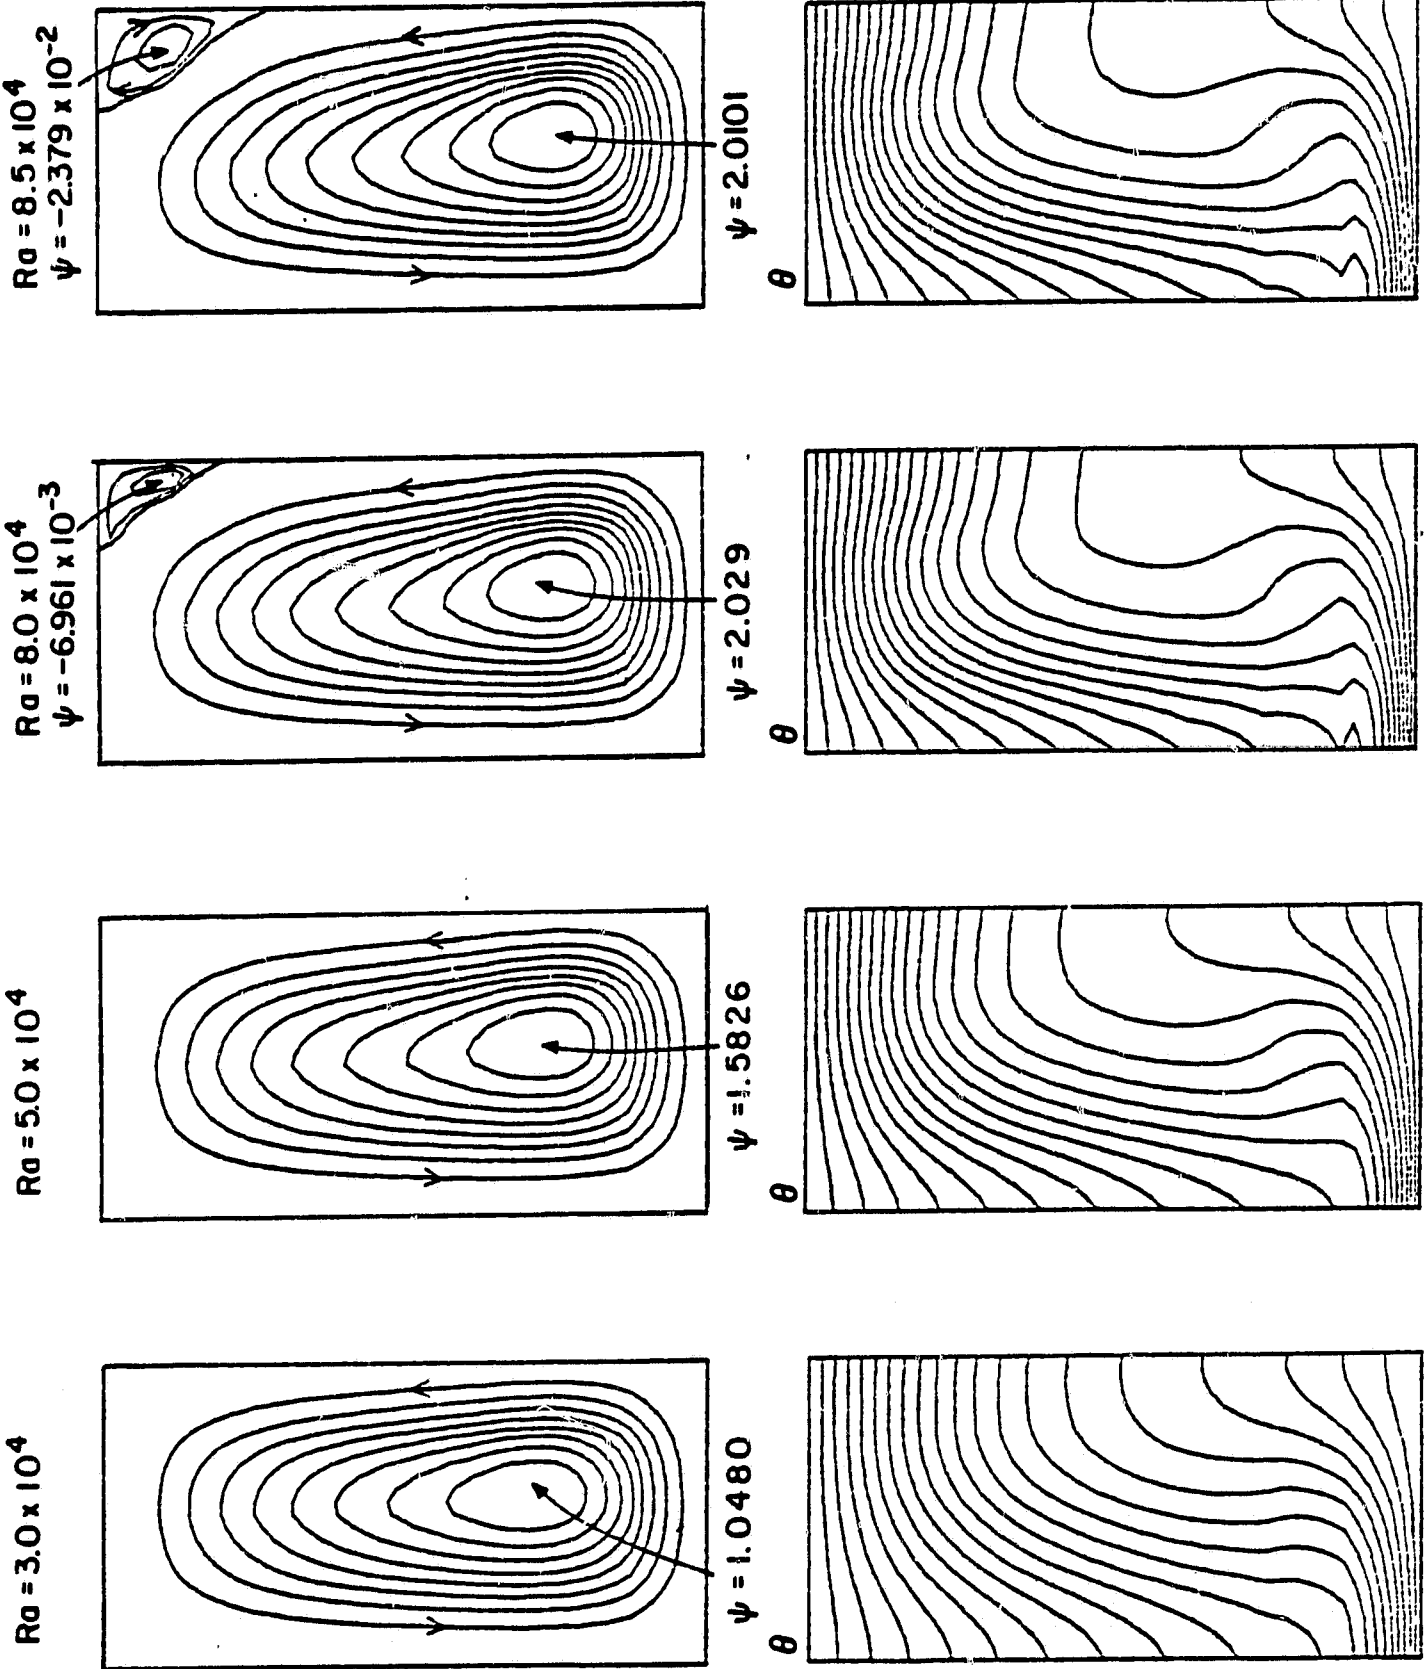 Ra = 3.0 x 10⁴
ψ = 1.0480
θ
Ra = 5.0 x 10⁴
ψ = 1.5826
θ
Ra = 8.0 x 10⁴
ψ = -6.961 x 10⁻³
ψ = 2.029
θ
Ra = 8.5 x 10⁴
ψ = -2.379 x 10⁻²
ψ = 2.0101
θ